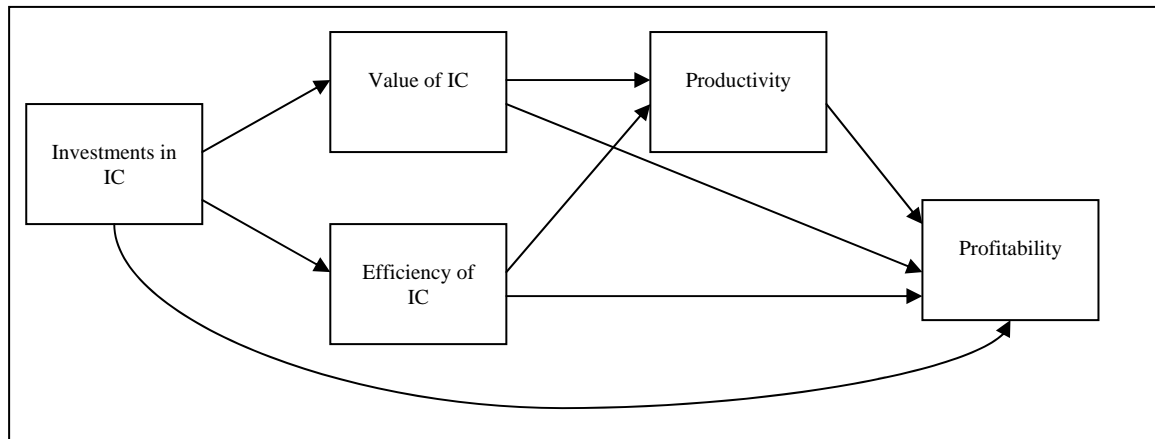 Value of IC
Productivity
Investments in
IC
Profitability
Efficiency of
IC